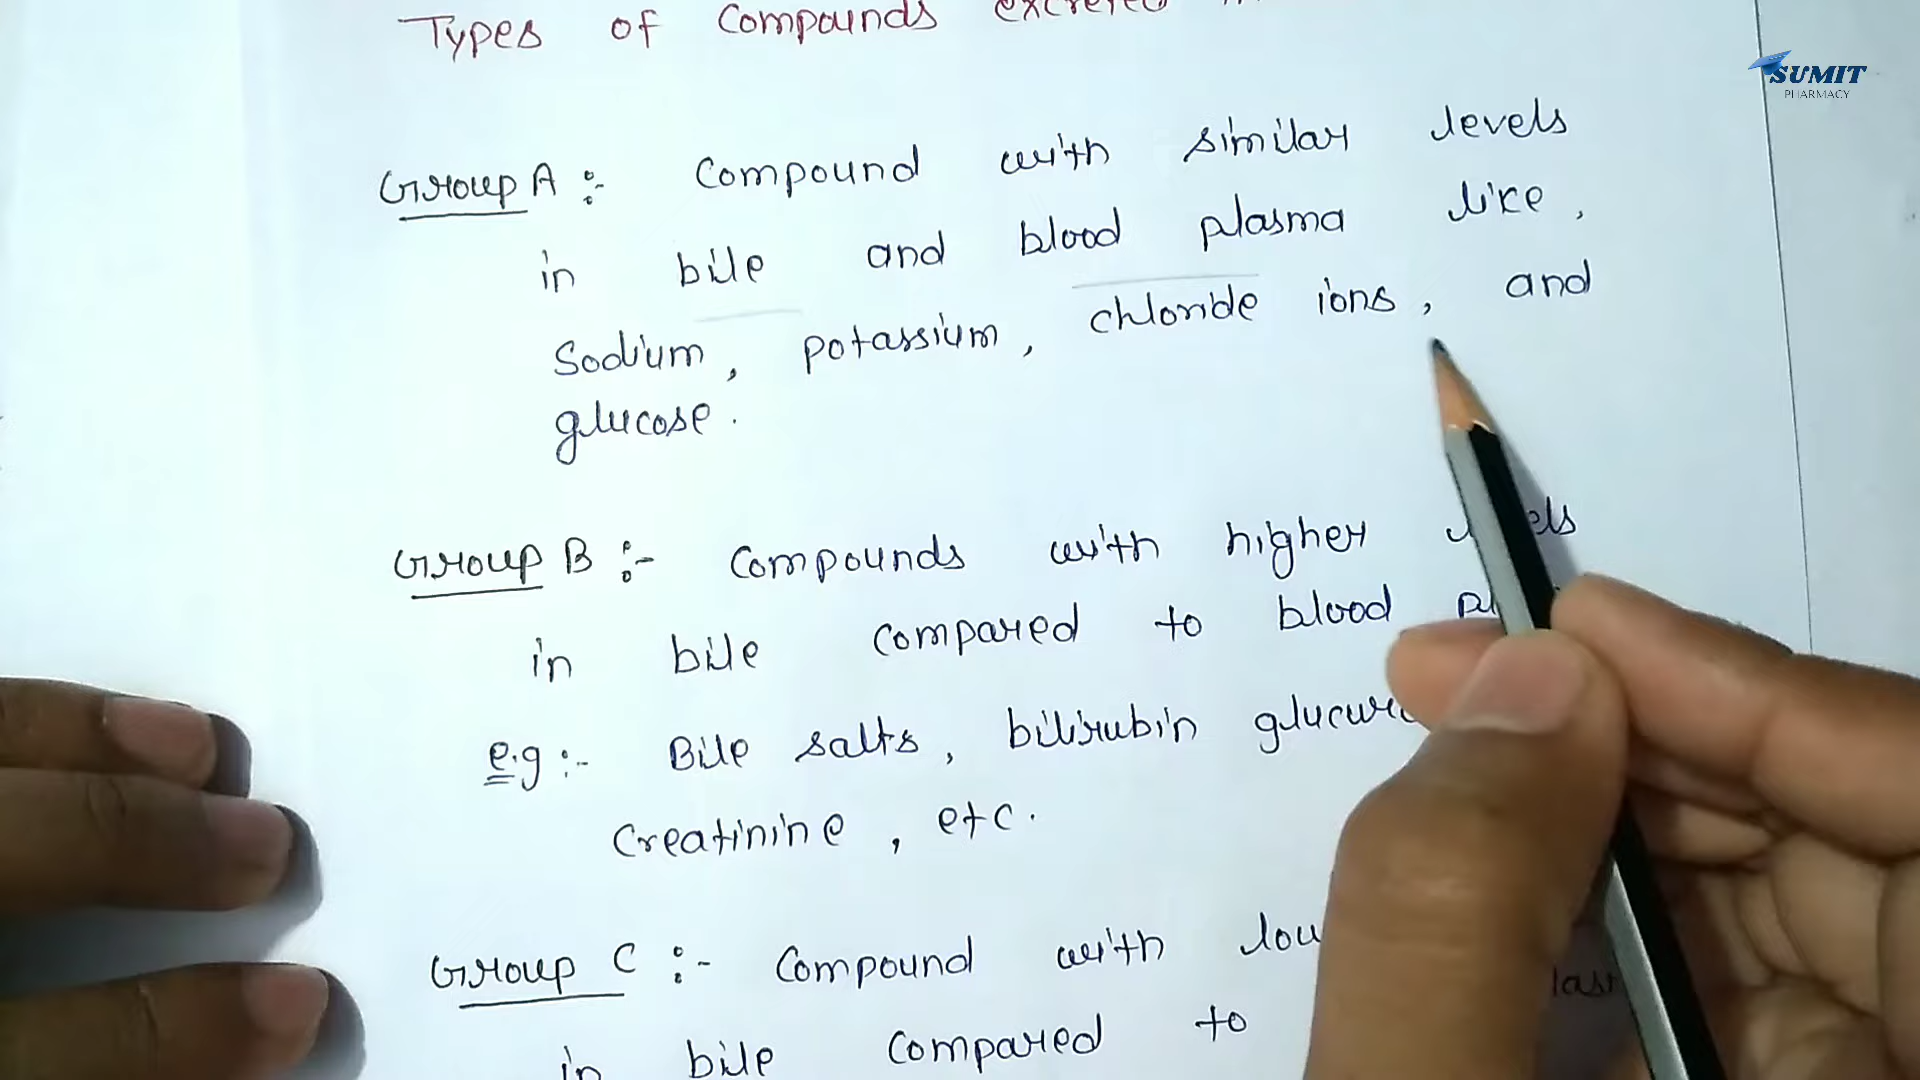 Types of compounds excreted
SUMIT
PHARMACY
Group A :- Compound with similar levels
in bile and blood plasma like,
Sodium, potassium, chloride ions, and
glucose.
Group B :- Compounds with higher
in bile compared to blood
e.g :- Bile salts, bilirubin
Creatinine, etc.
Group C :- Compound with
in bile compared to